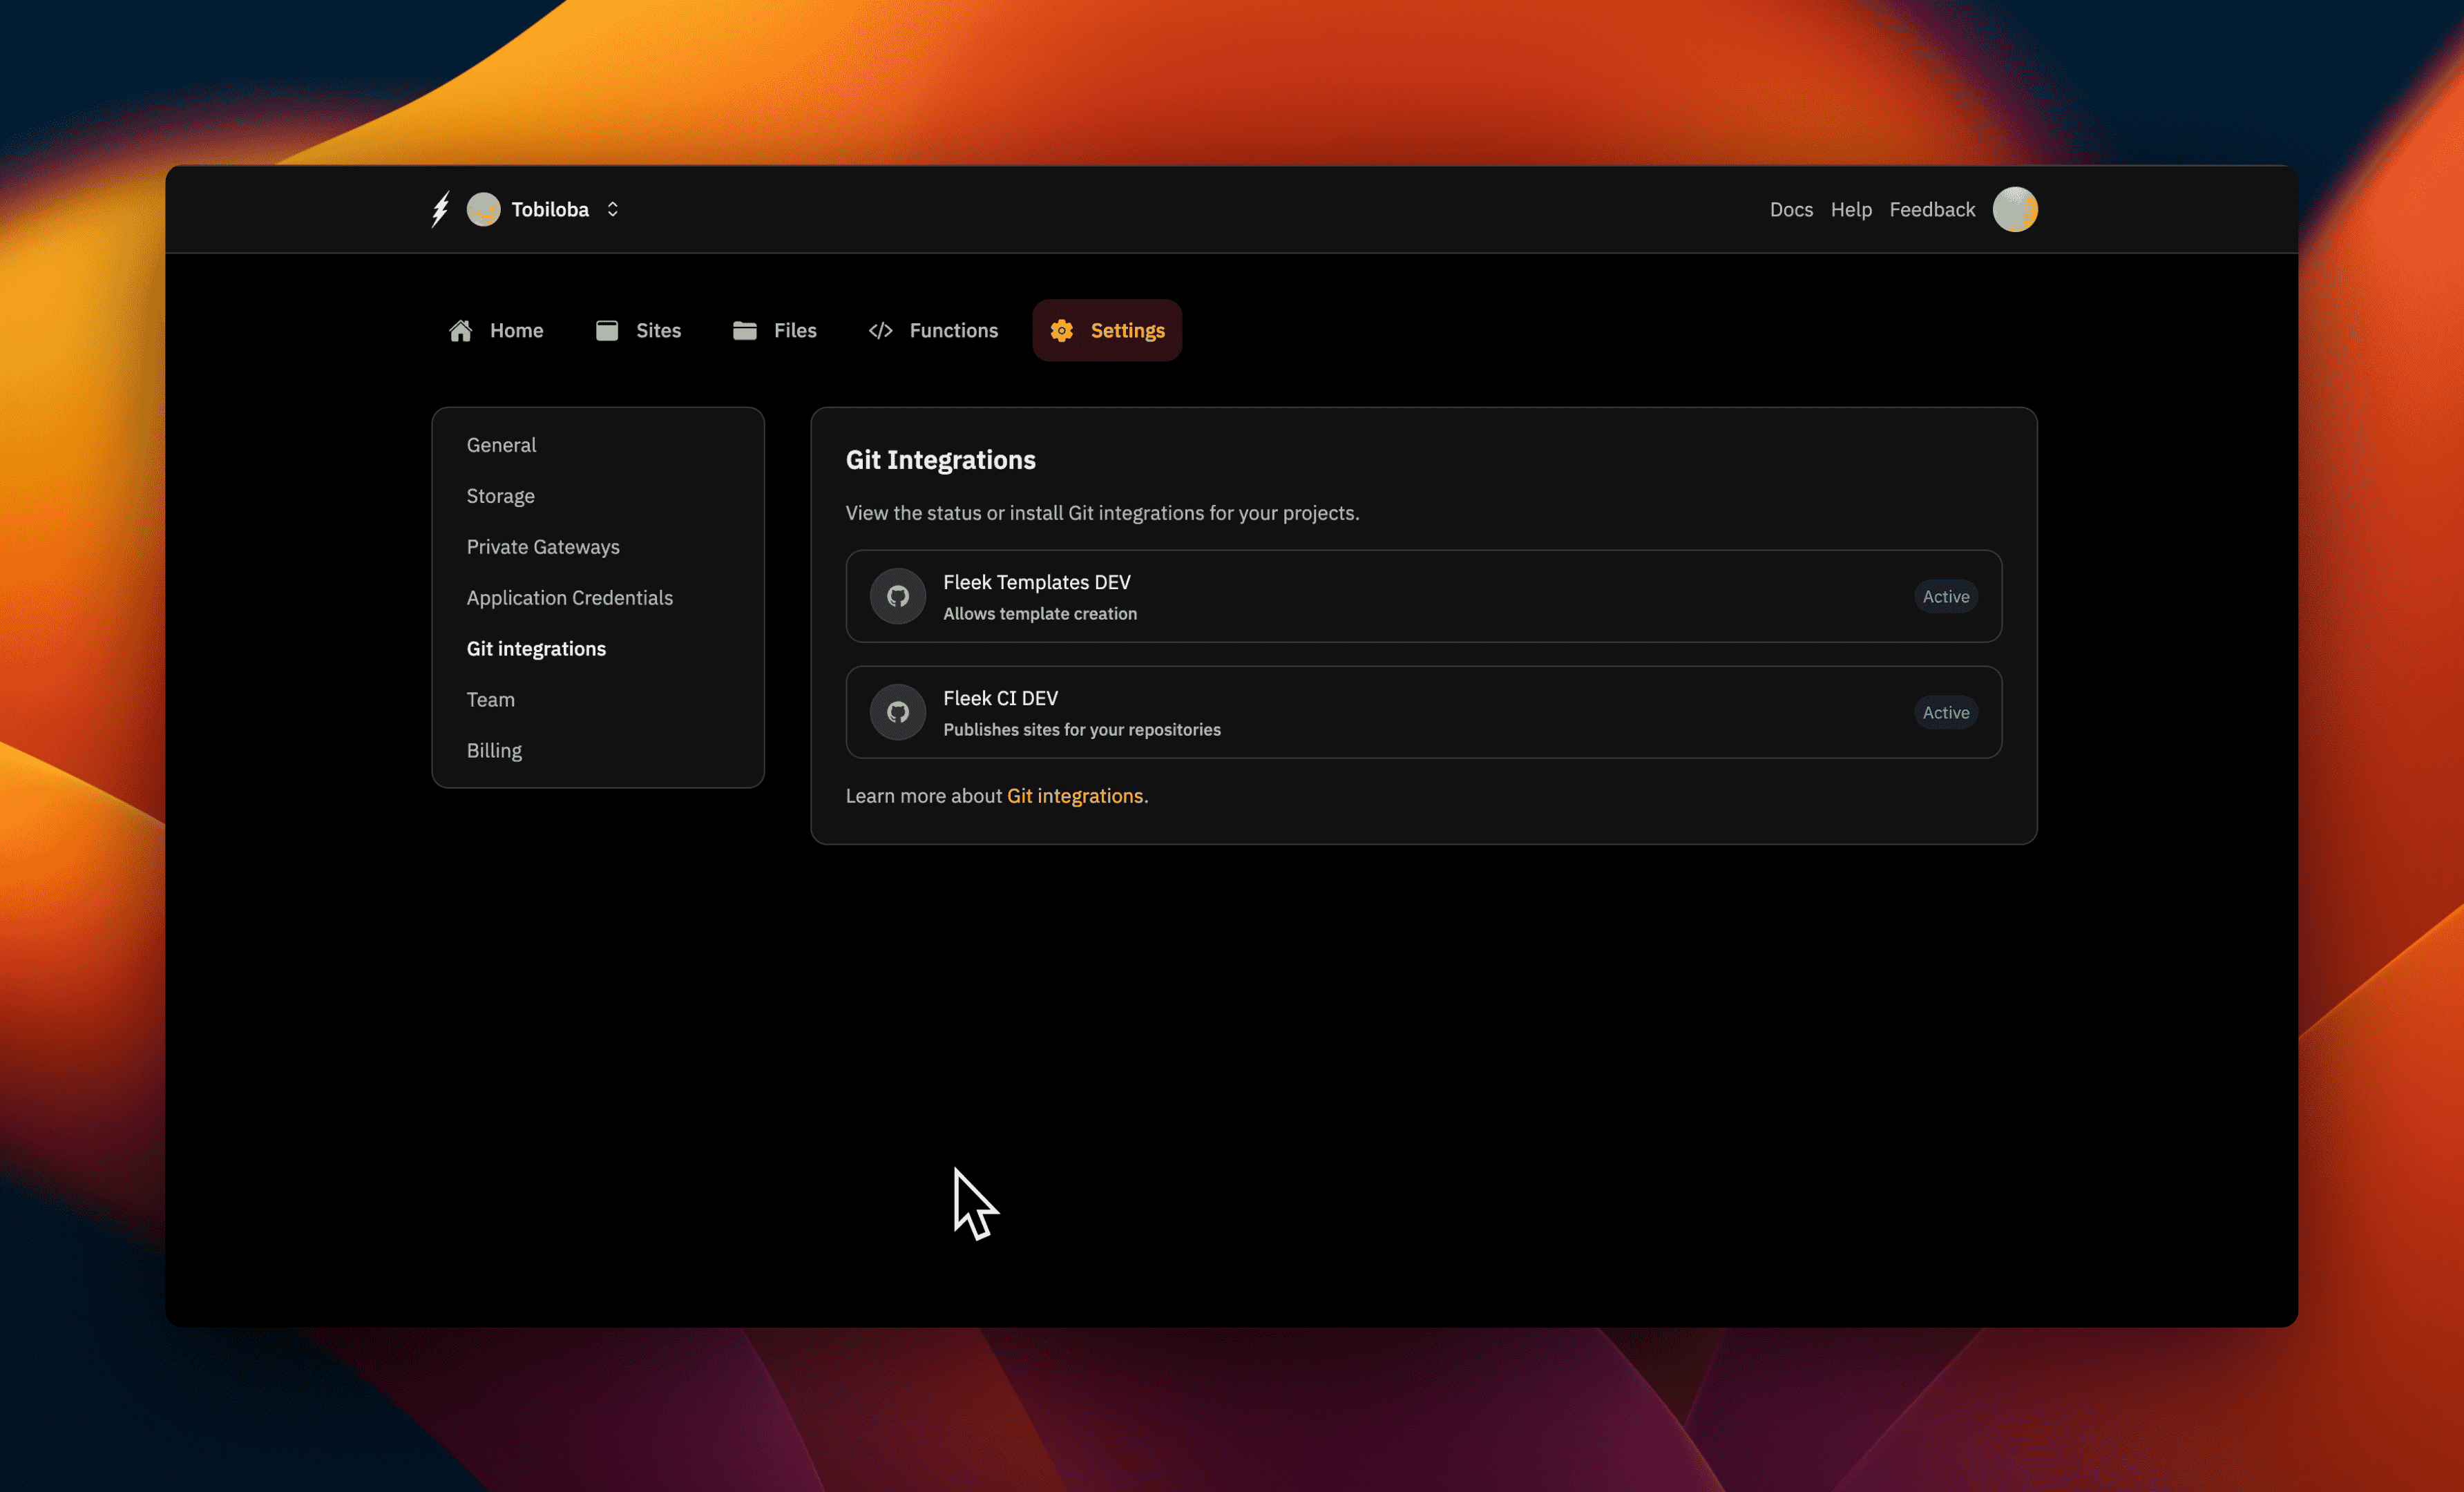 Tobiloba
Docs Help Feedback
Home Sites Files Functions Settings
General
Storage
Private Gateways
Application Credentials
Git integrations
Team
Billing
Git Integrations
View the status or install Git integrations for your projects.
Fleek Templates DEV
Allows template creation
Active
Fleek CI DEV
Publishes sites for your repositories
Active
Learn more about Git integrations.